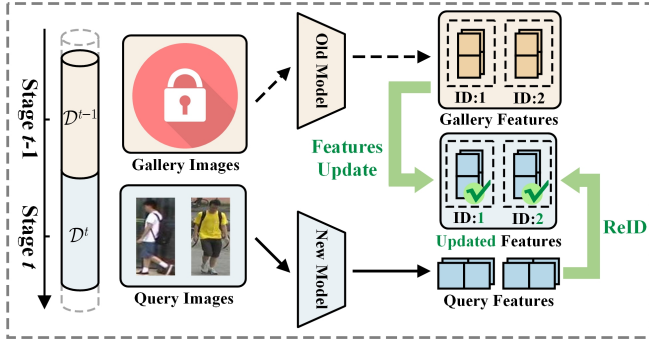 Stage t-1
Stage t
𝒟^{t-1}
𝒟^t
Gallery Images
Query Images
Old Model
New Model
Features
Update
ID:1 ID:2
Gallery Features
ID:1 ID:2
Updated Features
Query Features
ReID